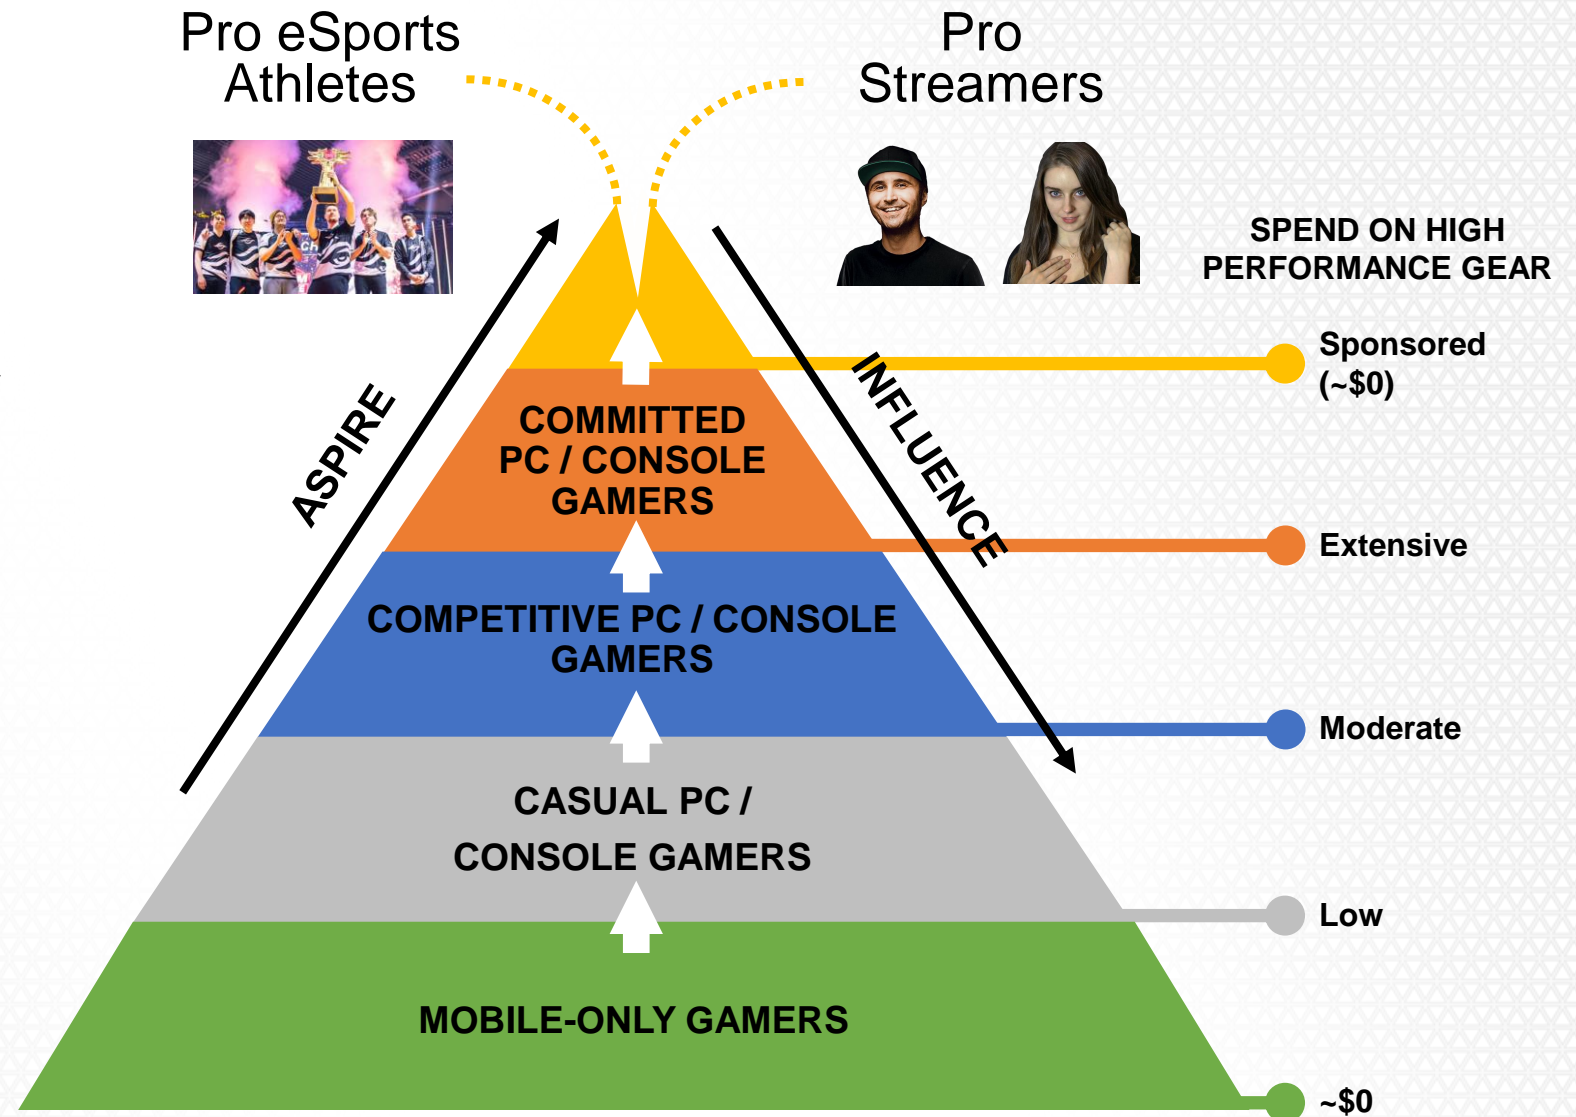 Pro eSports
Athletes
Pro
Streamers
SPEND ON HIGH
PERFORMANCE GEAR
Sponsored
(~$0)
ASPIRE
INFLUENCE
COMMITTED
PC / CONSOLE
GAMERS
Extensive
COMPETITIVE PC / CONSOLE
GAMERS
Moderate
CASUAL PC /
CONSOLE GAMERS
Low
MOBILE-ONLY GAMERS
~$0